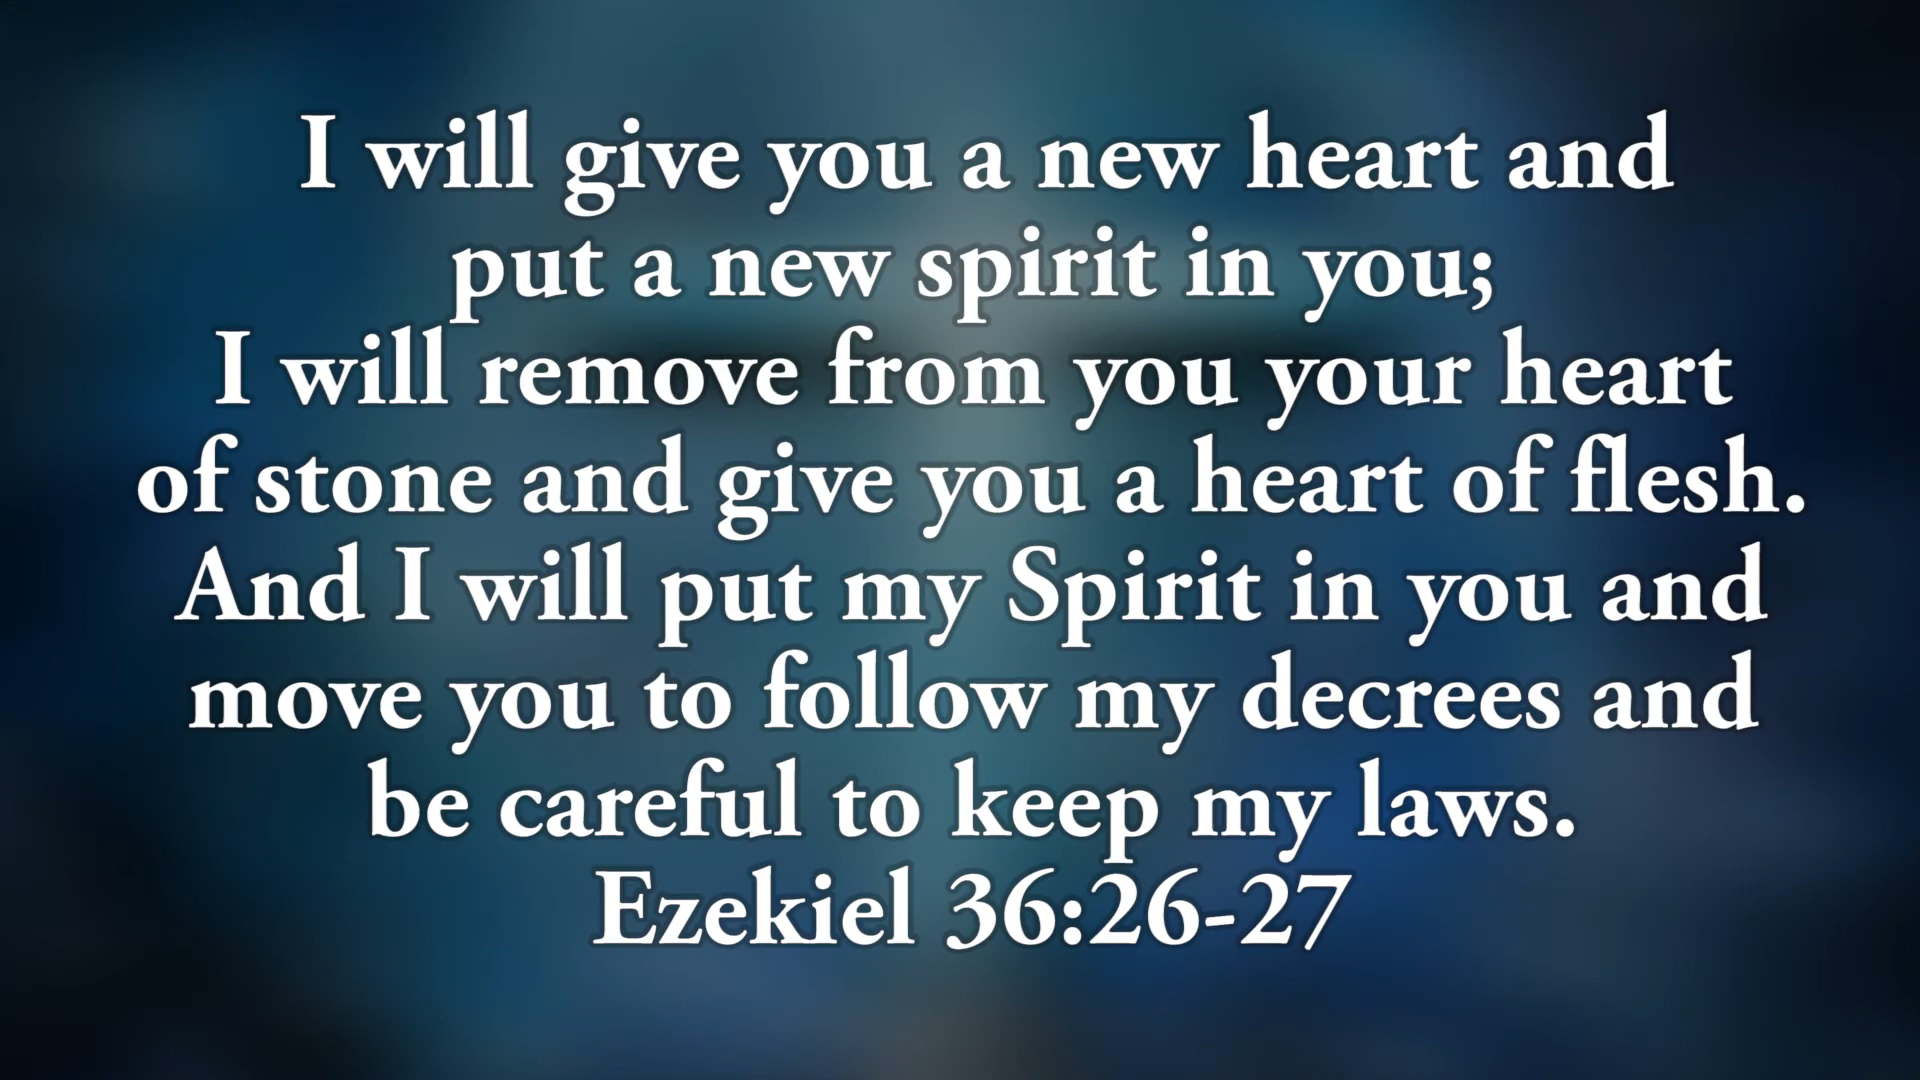 I will give you a new heart and
put a new spirit in you;
I will remove from you your heart
of stone and give you a heart of flesh.
And I will put my Spirit in you and
move you to follow my decrees and
be careful to keep my laws.
Ezekiel 36:26-27